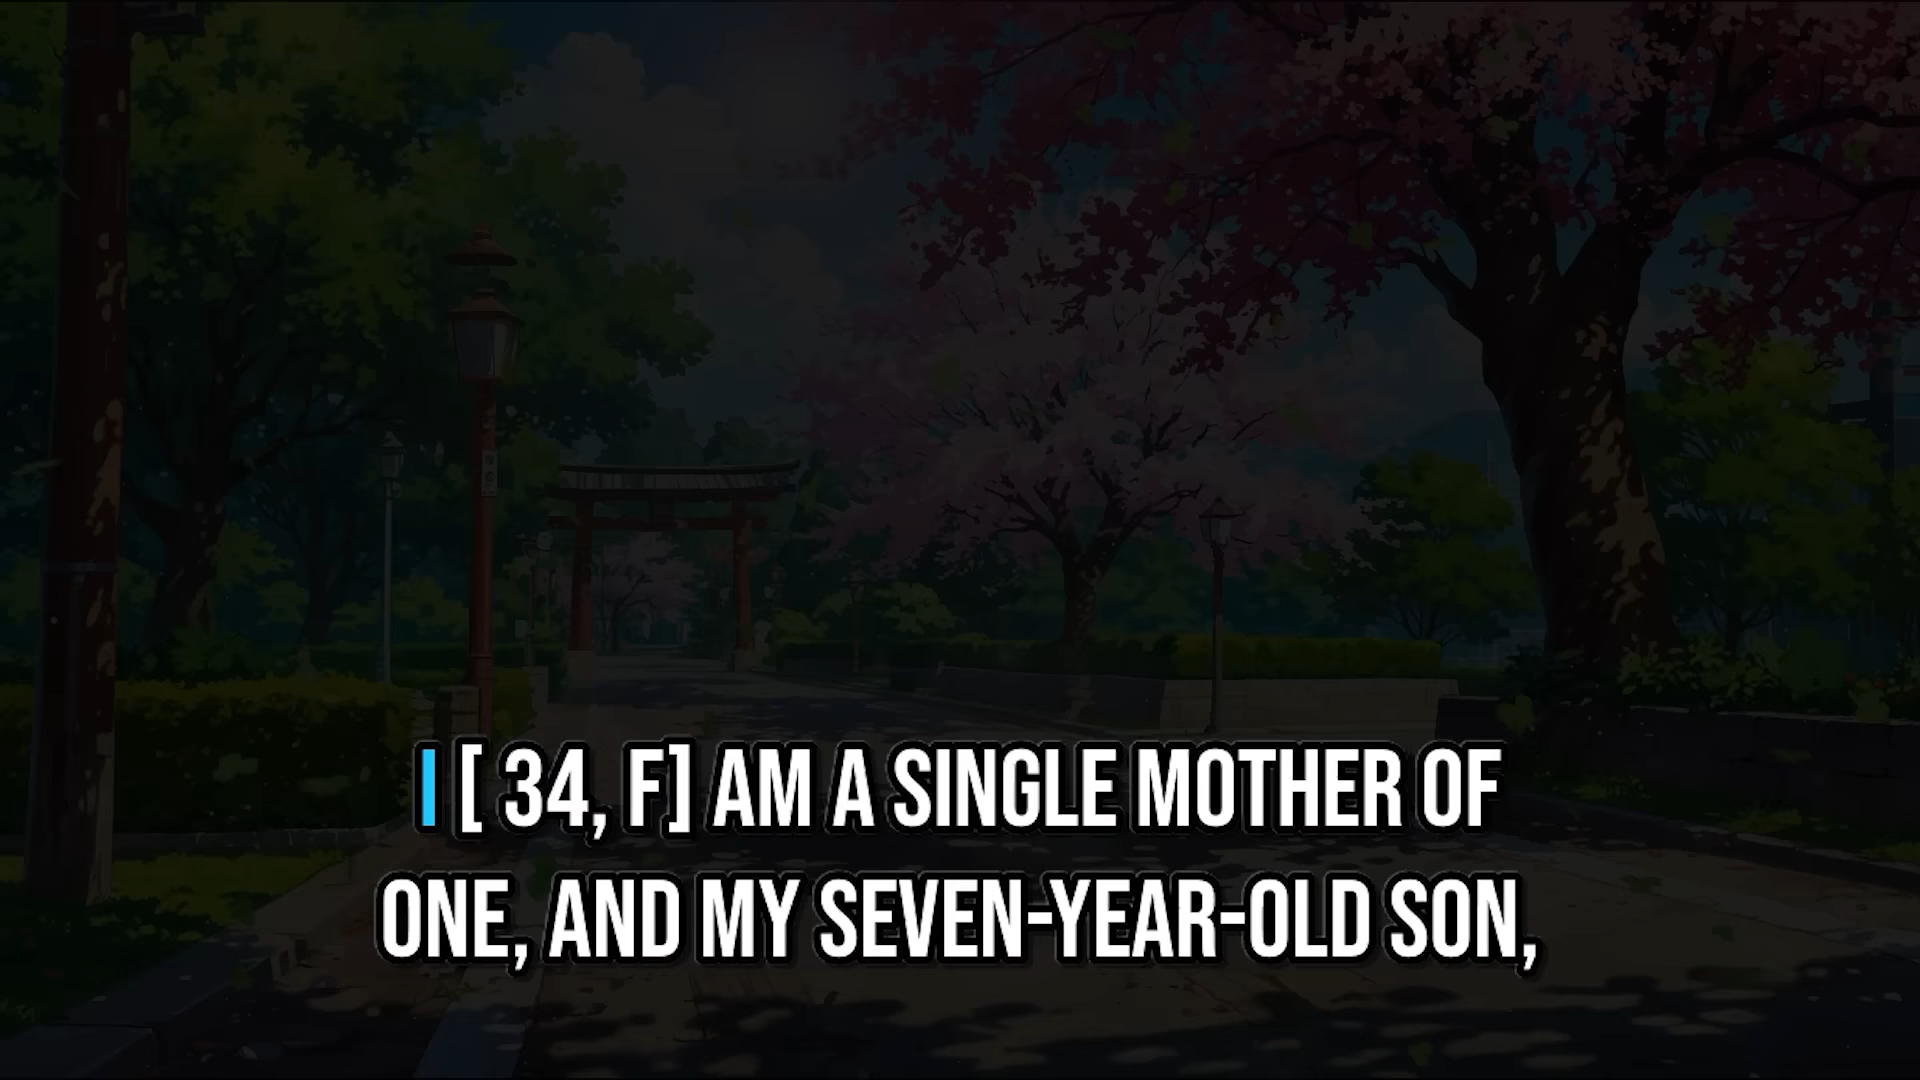 I [ 34, F] AM A SINGLE MOTHER OF
ONE, AND MY SEVEN-YEAR-OLD SON,